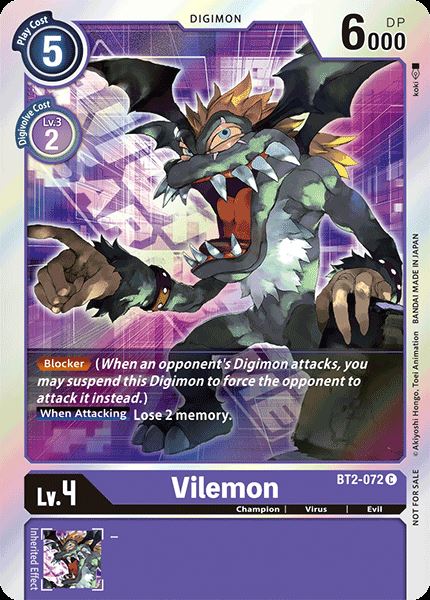 Play Cost
5
DIGIMON
DP
6000
Digivolve Cost
Lv.3
2
koki
Blocker (When an opponent's Digimon attacks, you
may suspend this Digimon to force the opponent to
attack it instead.)
When Attacking Lose 2 memory.
© Akiyoshi Hongo, Toei Animation BANDAI MADE IN JAPAN
NOT FOR SALE
Lv.4
Vilemon
BT2-072 C
Champion | Virus | Evil
Inherited Effect
-